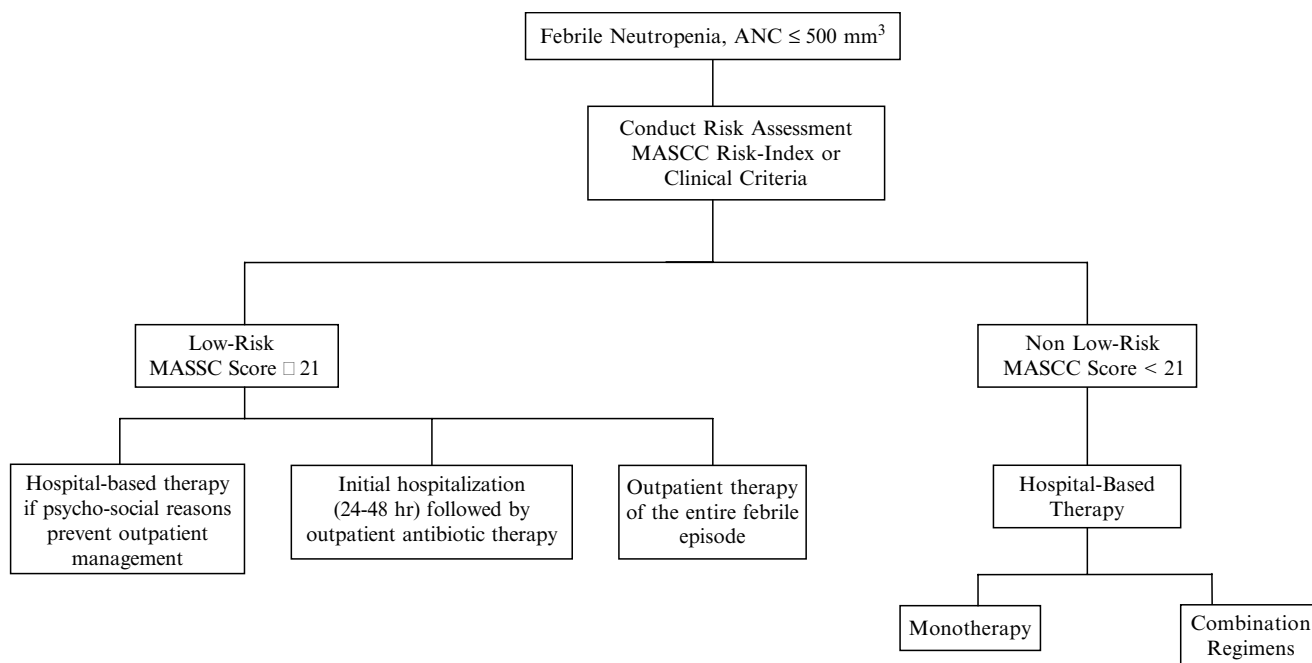 Febrile Neutropenia, ANC ≤ 500 mm³
Conduct Risk Assessment
MASCC Risk-Index or
Clinical Criteria
Low-Risk
MASSC Score □ 21
Non Low-Risk
MASCC Score < 21
Hospital-based therapy
if psycho-social reasons
prevent outpatient
management
Initial hospitalization
(24-48 hr) followed by
outpatient antibiotic therapy
Outpatient therapy
of the entire febrile
episode
Hospital-Based
Therapy
Monotherapy
Combination
Regimens